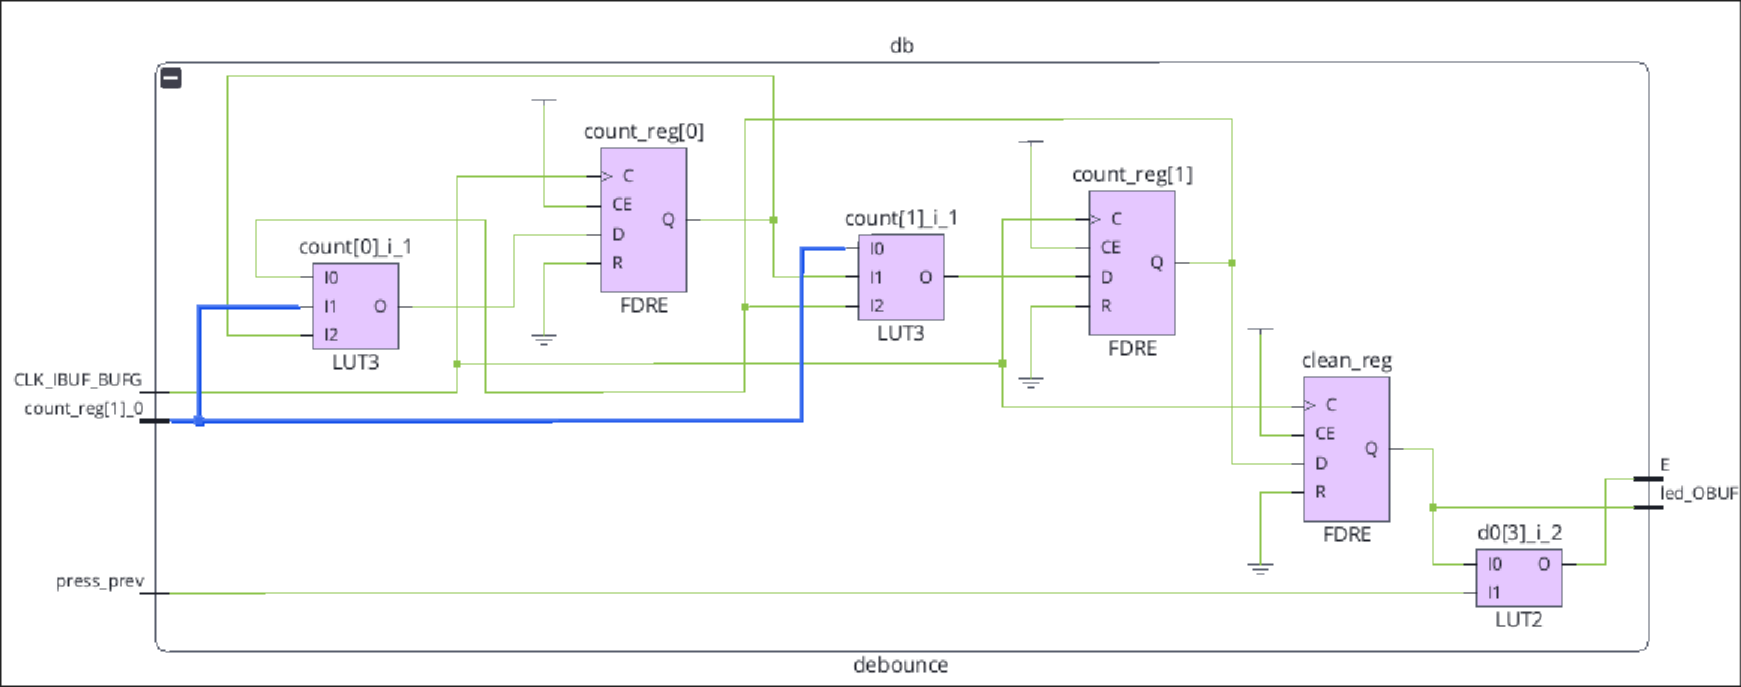 db
count_reg[0]
C
CE
Q
D
R
FDRE
count[0]_i_1
I0
I1 O
I2
LUT3
count[1]_i_1
I0
I1 O
I2
LUT3
count_reg[1]
C
CE
Q
D
R
FDRE
clean_reg
C
CE
Q
D
R
FDRE
CLK_IBUF_BUFG
count_reg[1]_0
press_prev
E
led_OBUF
d0[3]_i_2
I0 O
I1
LUT2
debounce